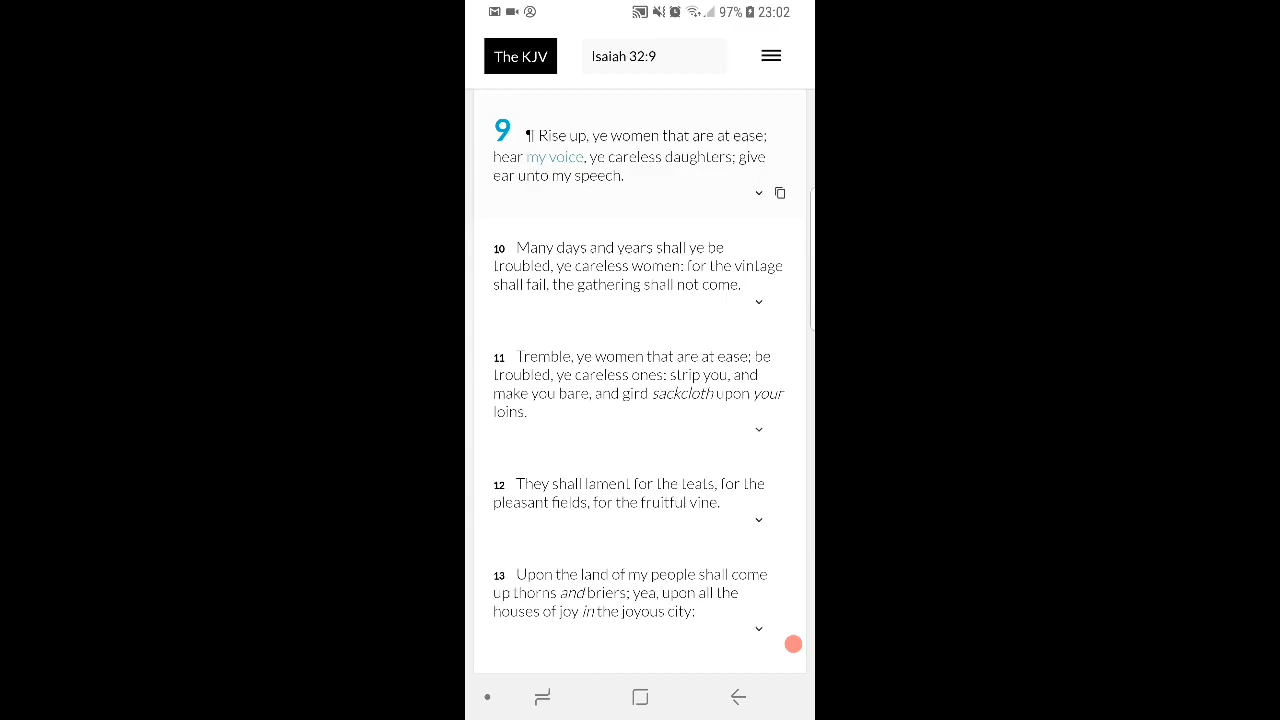 97% 23:02
The KJV Isaiah 32:9
9 ¶ Rise up, ye women that are at ease;
hear my voice, ye careless daughters; give
ear unto my speech.
10 Many days and years shall ye be
troubled, ye careless women: for the vintage
shall fail, the gathering shall not come.
11 Tremble, ye women that are at ease; be
troubled, ye careless ones: strip you, and
make you bare, and gird sackcloth upon your
loins.
12 They shall lament for the teats, for the
pleasant fields, for the fruitful vine.
13 Upon the land of my people shall come
up thorns and briers; yea, upon all the
houses of joy in the joyous city: